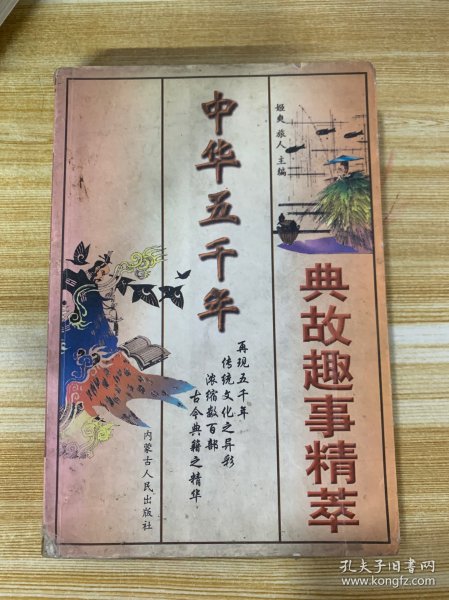 中华五千年
典故趣事精萃
姬爽 旅人 主编
再现五千年
传统文化之异彩
浓缩数百部
古今典籍之精华
内蒙古人民出版社
孔夫子旧书网
www.kongfz.com